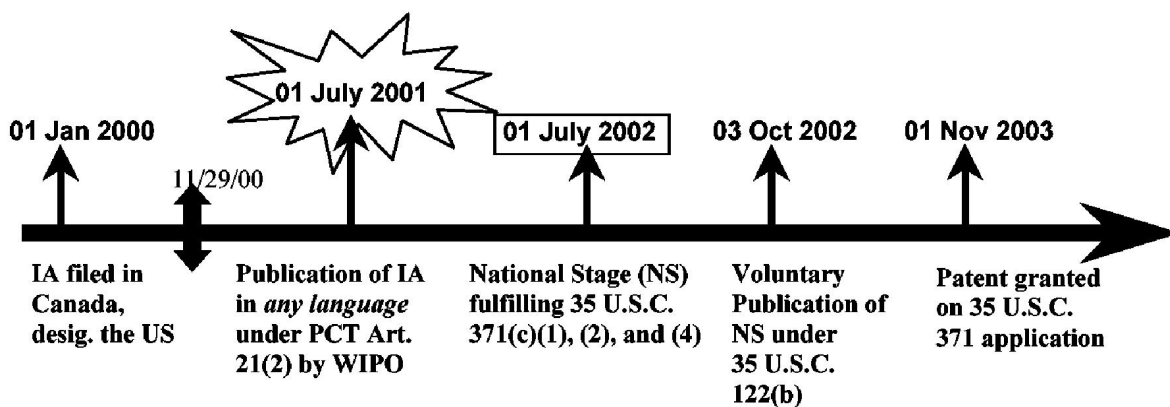 01 July 2001
01 Jan 2000
01 July 2002
03 Oct 2002
01 Nov 2003
11/29/00
IA filed in
Canada,
desig. the US
Publication of IA
in any language
under PCT Art.
21(2) by WIPO
National Stage (NS)
fulfilling 35 U.S.C.
371(c)(1), (2), and (4)
Voluntary
Publication of
NS under
35 U.S.C.
122(b)
Patent granted
on 35 U.S.C.
371 application